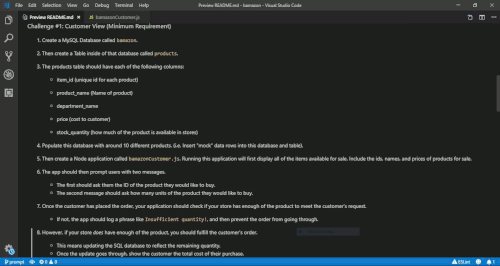 File Edit Selection View Go Debug Terminal Help
Preview README.md - bamazon - Visual Studio Code
Preview README.md
bamazonCustomer.js
Challenge #1: Customer View (Minimum Requirement)
1. Create a MySQL Database called bamazon.
2. Then create a Table inside of that database called products.
3. The products table should have each of the following columns:
item_id (unique id for each product)
product_name (Name of product)
department_name
price (cost to customer)
stock_quantity (how much of the product is available in stores)
4. Populate this database with around 10 different products. (i.e. Insert "mock" data rows into this database and table).
5. Then create a Node application called bamazonCustomer.js. Running this application will first display all of the items available for sale. Include the ids, names, and prices of products for sale.
6. The app should then prompt users with two messages.
The first should ask them the ID of the product they would like to buy.
The second message should ask how many units of the product they would like to buy.
7. Once the customer has placed the order, your application should check if your store has enough of the product to meet the customer's request.
If not, the app should log a phrase like Insufficient quantity!, and then prevent the order from going through.
8. However, if your store does have enough of the product, you should fulfill the customer's order.
This means updating the SQL database to reflect the remaining quantity.
Once the update goes through, show the customer the total cost of their purchase.
prompt
0
0
ESLint
1